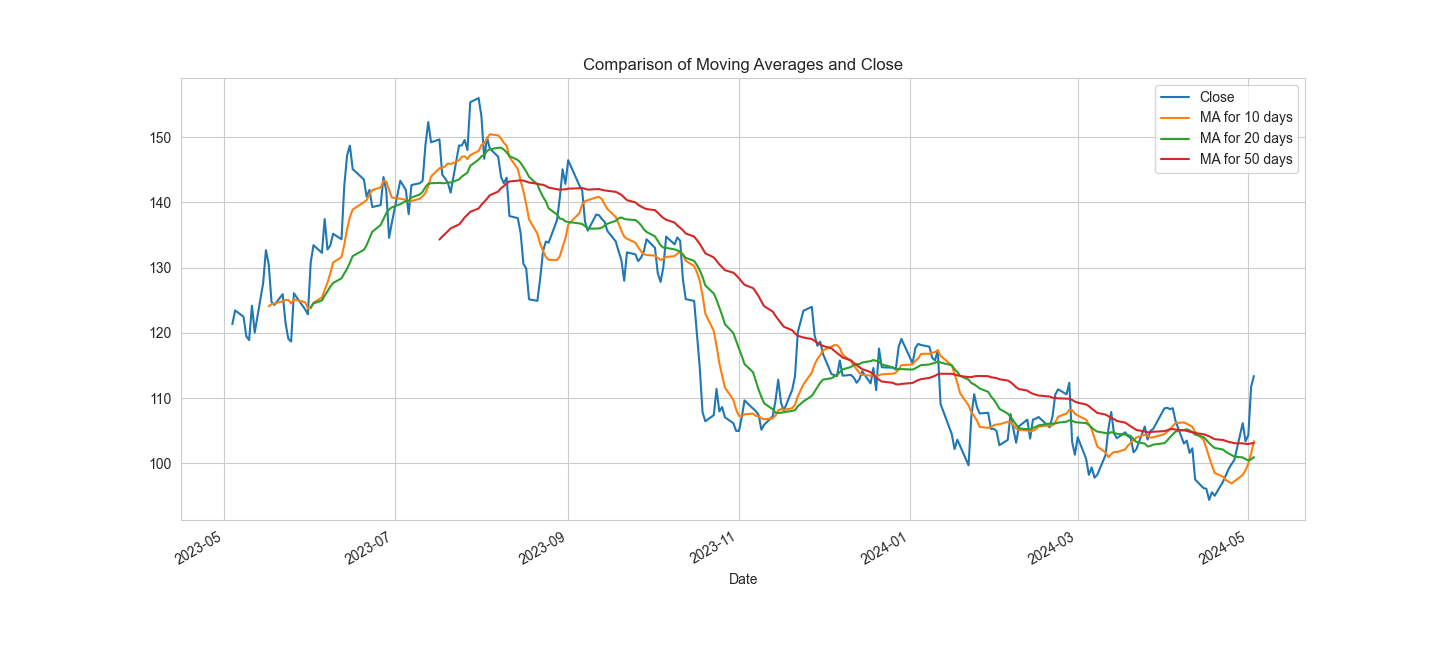 Comparison of Moving Averages and Close
Close
MA for 10 days
MA for 20 days
MA for 50 days
150
140
130
120
110
100
2023-05
2023-07
2023-09
2023-11
2024-01
2024-03
2024-05
Date